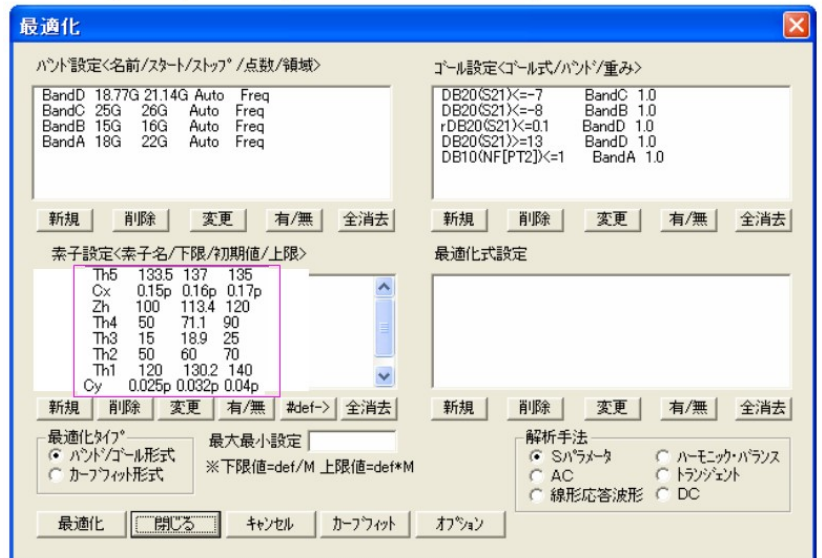 最適化
バンド設定<名前/スタート/ストップ/点数/領域>
BandD 18.77G 21.14G Auto Freq
BandC 25G 26G Auto Freq
BandB 15G 16G Auto Freq
BandA 18G 22G Auto Freq
新規 削除 変更 有/無 全消去
ゴール設定<ゴール式/バンド/重み>
DB20(S21)<=-7 BandC 1.0
DB20(S21)<=-8 BandB 1.0
rDB20(S21)<=0.1 BandD 1.0
DB20(S21)>=13 BandD 1.0
DB10(NF[PT2])<=1 BandA 1.0
新規 削除 変更 有/無 全消去
素子設定<素子名/下限/初期値/上限>
Th5 133.5 137 135
Cx 0.15p 0.16p 0.17p
Zh 100 113.4 120
Th4 50 71.1 90
Th3 15 18.9 25
Th2 50 60 70
Th1 120 130.2 140
Cy 0.025p 0.032p 0.04p
新規 削除 変更 有/無 #def-> 全消去
最適化式設定
新規 削除 変更 有/無 全消去
最適化タイプ
バンド/ゴール形式
カーブフィット形式
最大最小設定
※下限値=def/M 上限値=def*M
解析手法
Sパラメータ ハーモニック・バランス
AC トランジェント
線形応答波形 DC
最適化 閉じる キャンセル カーブフィット オプション